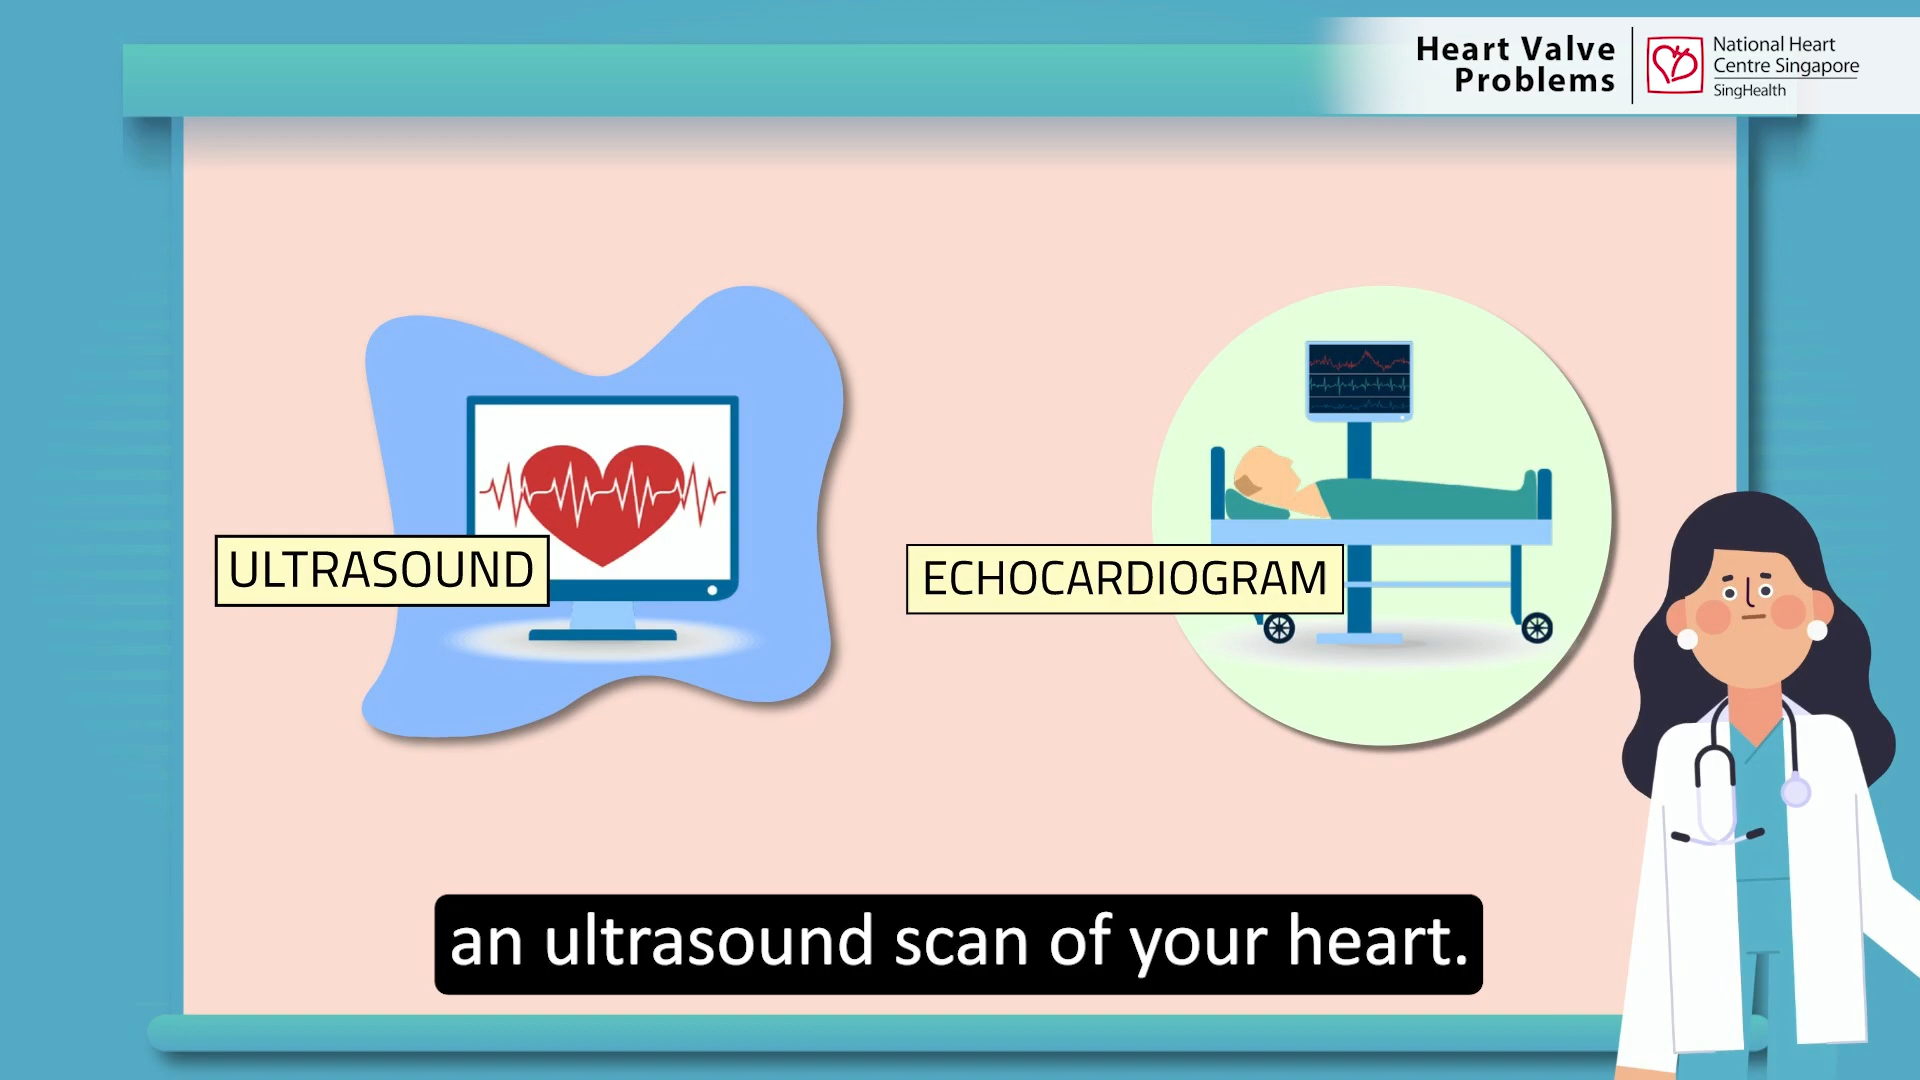 Heart Valve
Problems
National Heart
Centre Singapore
SingHealth
ULTRASOUND
ECHOCARDIOGRAM
an ultrasound scan of your heart.